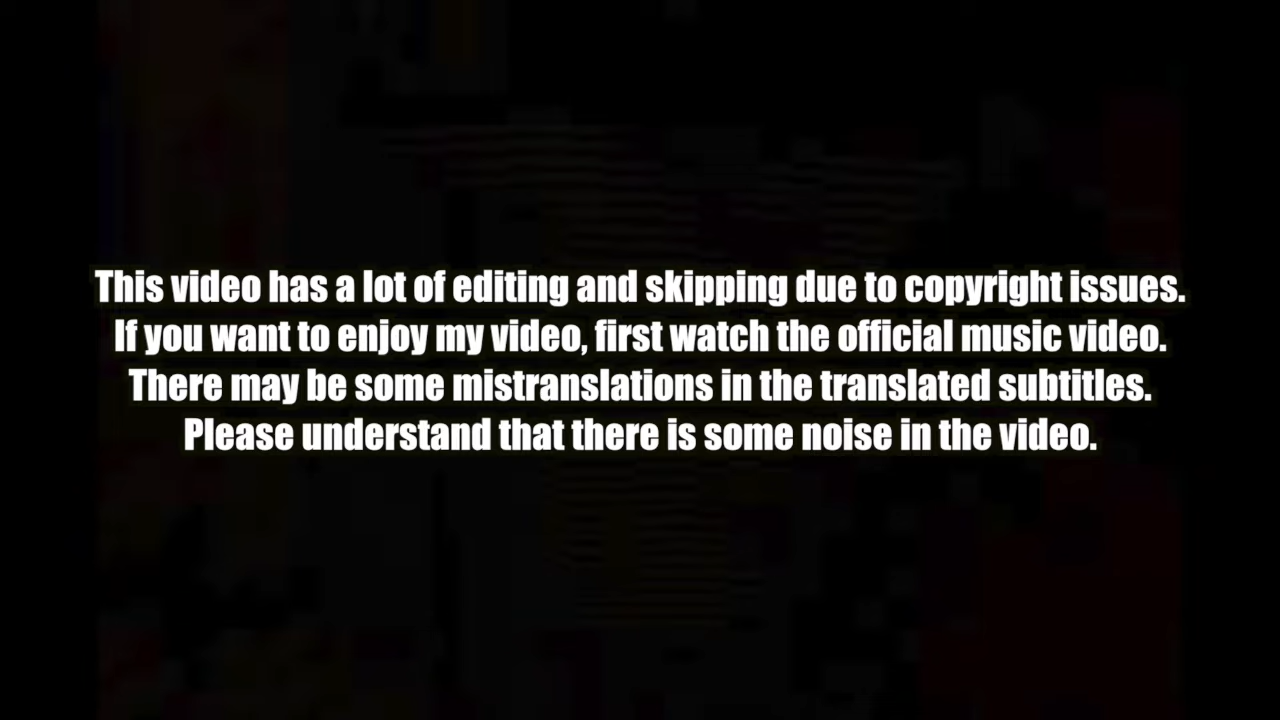 This video has a lot of editing and skipping due to copyright issues.
If you want to enjoy my video, first watch the official music video.
There may be some mistranslations in the translated subtitles.
Please understand that there is some noise in the video.